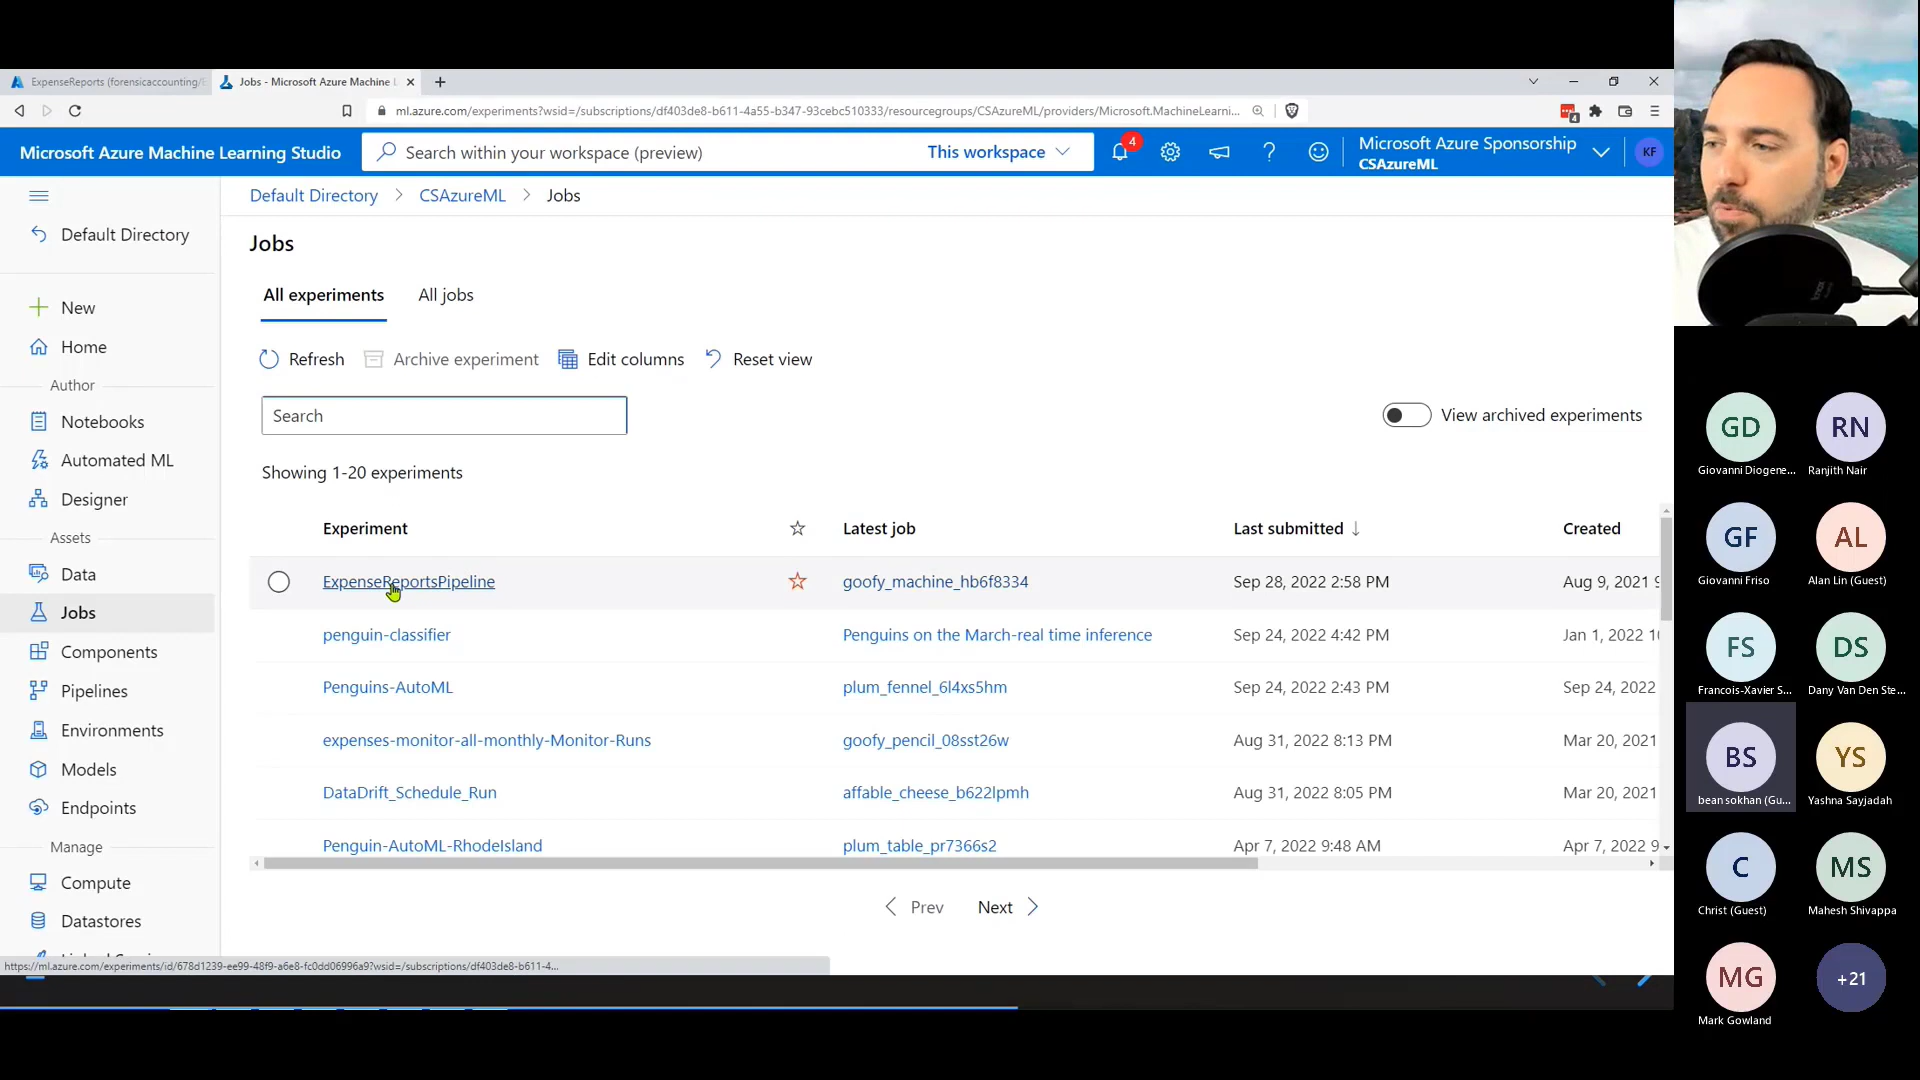 ExpenseReports (forensicaccounting/E
Jobs - Microsoft Azure Machine L
ml.azure.com/experiments?wsid=/subscriptions/df403de8-b611-4a55-b347-93cebc510333/resourcegroups/CSAzureML/providers/Microsoft.MachineLearni...
4
Microsoft Azure Machine Learning Studio
Search within your workspace (preview)
This workspace
4
Microsoft Azure Sponsorship
CSAzureML
KF
Default Directory
CSAzureML
Jobs
Default Directory
New
Home
Author
Notebooks
Automated ML
Designer
Assets
Data
Jobs
Components
Pipelines
Environments
Models
Endpoints
Manage
Compute
Datastores
Jobs
All experiments
All jobs
Refresh
Archive experiment
Edit columns
Reset view
Search
View archived experiments
Showing 1-20 experiments
Experiment Latest job Last submitted Created
ExpenseReportsPipeline goofy_machine_hb6f8334 Sep 28, 2022 2:58 PM Aug 9, 2021 9
penguin-classifier Penguins on the March-real time inference Sep 24, 2022 4:42 PM Jan 1, 2022 10
Penguins-AutoML plum_fennel_6l4xs5hm Sep 24, 2022 2:43 PM Sep 24, 2022
expenses-monitor-all-monthly-Monitor-Runs goofy_pencil_08sst26w Aug 31, 2022 8:13 PM Mar 20, 2021
DataDrift_Schedule_Run affable_cheese_b622lpmh Aug 31, 2022 8:05 PM Mar 20, 2021
Penguin-AutoML-RhodeIsland plum_table_pr7366s2 Apr 7, 2022 9:48 AM Apr 7, 2022 9
Prev
Next
https://ml.azure.com/experiments/id/678d1239-ee99-48f9-a6e8-fc0dd06996a9?wsid=/subscriptions/df403de8-b611-4...
GD
Giovanni Diogene...
RN
Ranjith Nair
GF
Giovanni Friso
AL
Alan Lin (Guest)
FS
Francois-Xavier S...
DS
Dany Van Den Ste...
BS
bean sokhan (Gu...
YS
Yashna Sayjadah
C
Christ (Guest)
MS
Mahesh Shivappa
MG
Mark Gowland
+21